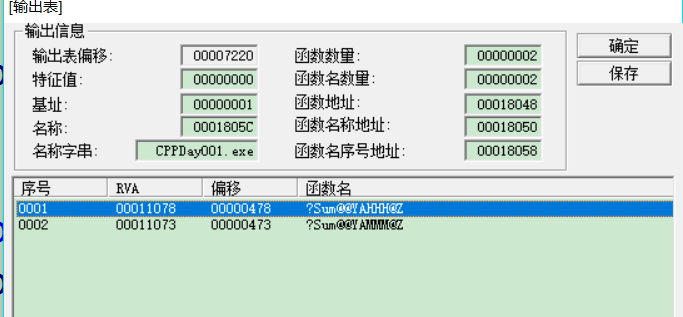 [输出表]
输出信息
输出表偏移: 00007220 函数数量: 00000002 确定
特征值: 00000000 函数名数量: 00000002 保存
基址: 00000001 函数地址: 00018048
名称: 0001805C 函数名称地址: 00018050
名称字串: CPPDay001.exe 函数名序号地址: 00018058
序号 RVA 偏移 函数名
0001 00011078 00000478 ?Sum@@YAHHH@Z
0002 00011073 00000473 ?Sum@@YAMMM@Z